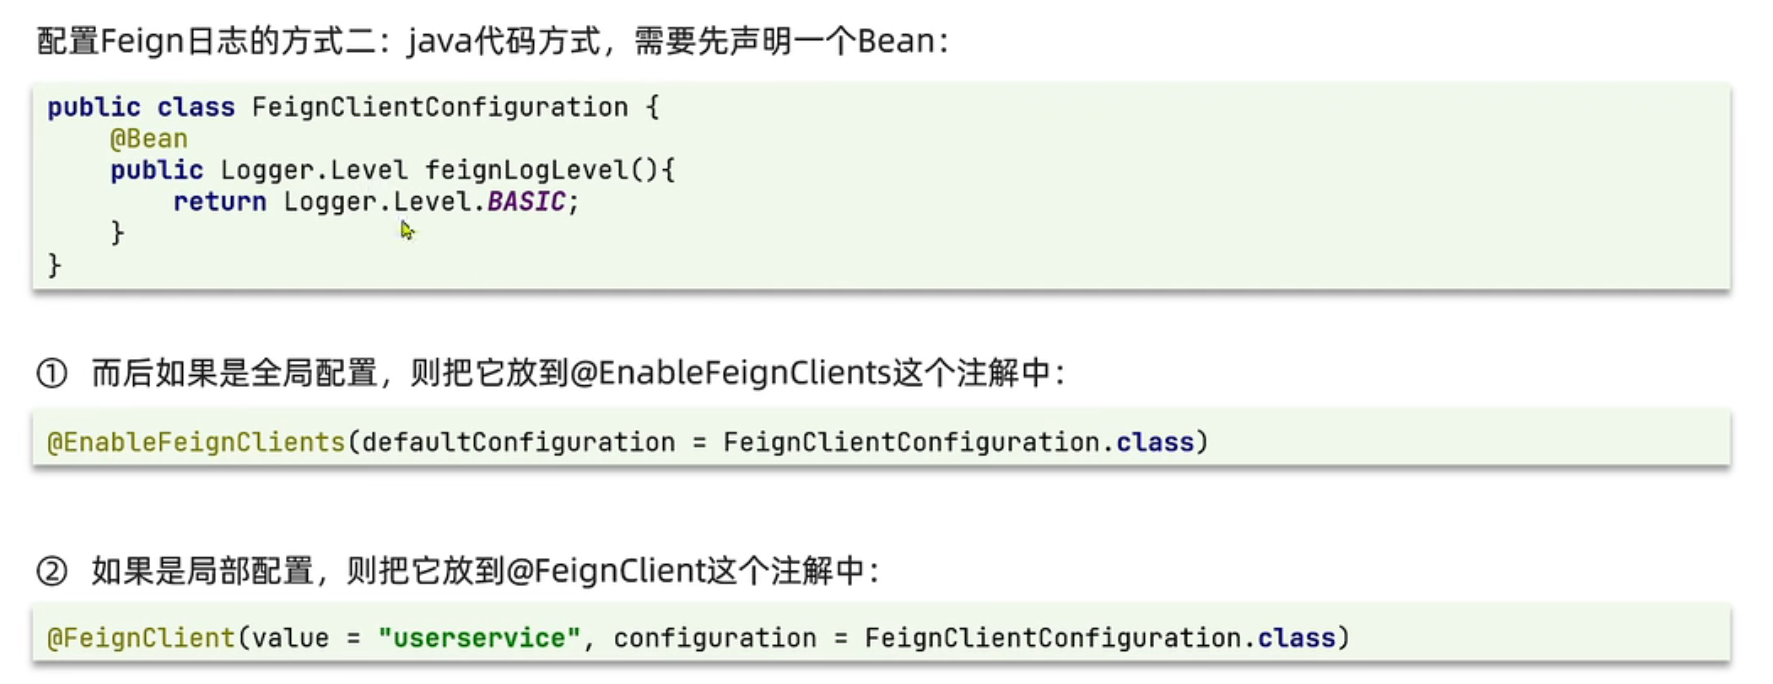 配置Feign日志的方式二：java代码方式，需要先声明一个Bean：
public class FeignClientConfiguration {
    @Bean
    public Logger.Level feignLogLevel(){
        return Logger.Level.BASIC;
    }
}
① 而后如果是全局配置，则把它放到@EnableFeignClients这个注解中：
@EnableFeignClients(defaultConfiguration = FeignClientConfiguration.class)
② 如果是局部配置，则把它放到@FeignClient这个注解中：
@FeignClient(value = "userservice", configuration = FeignClientConfiguration.class)